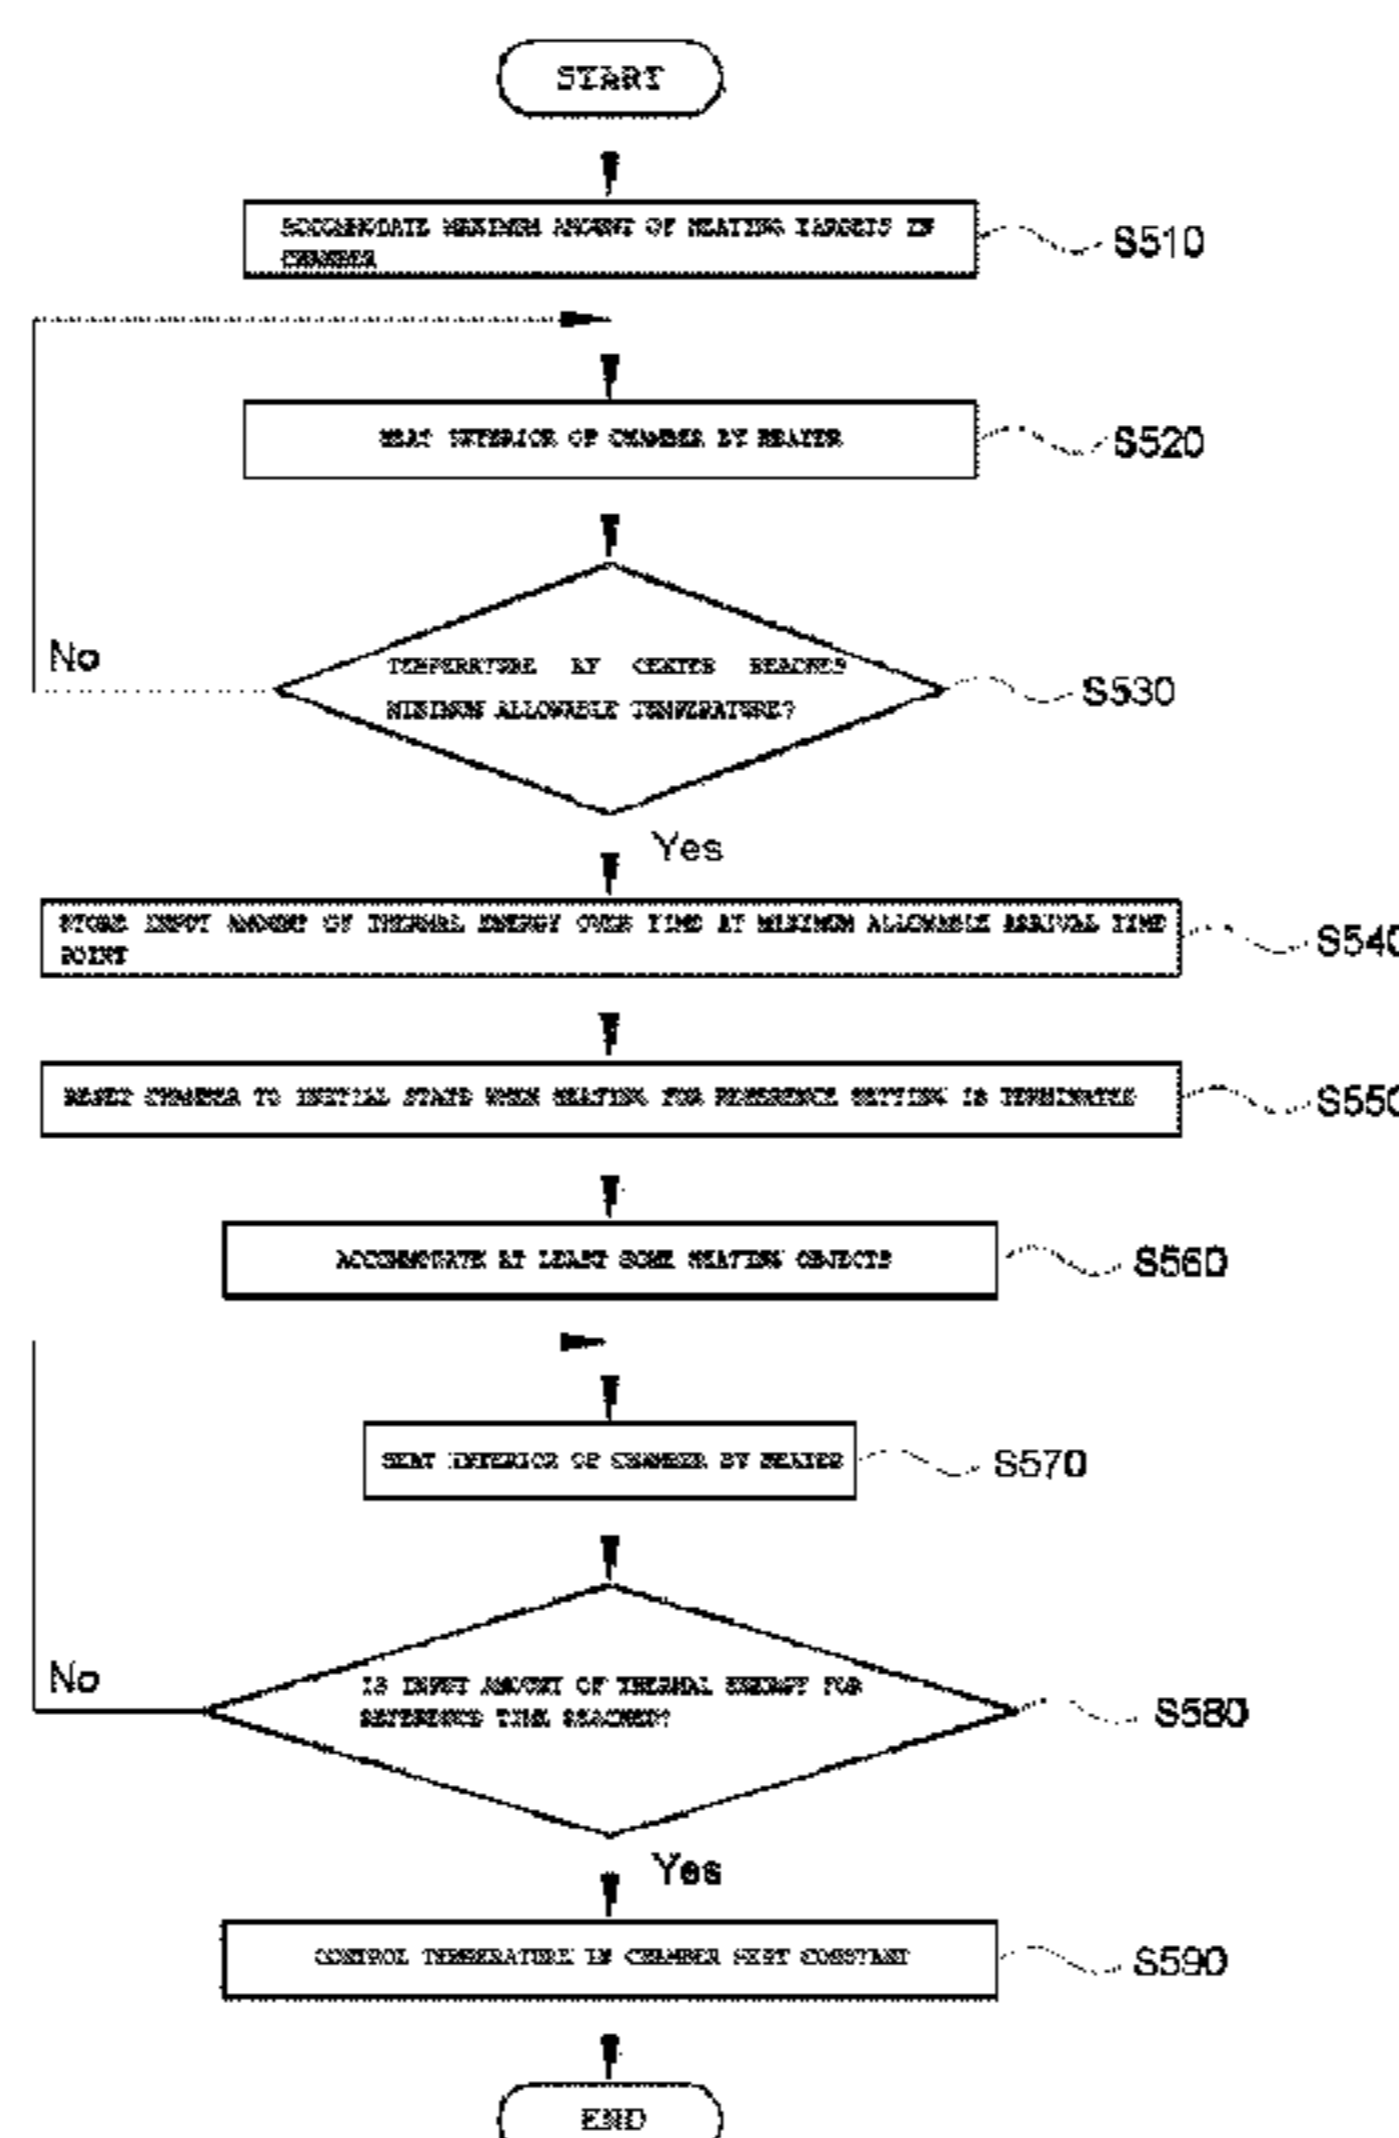 START
ACCOMMODATE MAXIMUM AMOUNT OF HEATING TARGETS IN
CHAMBER
S510
HEAT INTERIOR OF CHAMBER BY HEATER
S520
No
TEMPERATURE AT CENTER REACHES
MINIMUM ALLOWABLE TEMPERATURE?
S530
Yes
STORE INPUT AMOUNT OF THERMAL ENERGY OVER TIME AT MINIMUM ALLOWABLE ARRIVAL TIME
POINT
S540
RESET CHAMBER TO INITIAL STATE WHEN HEATING FOR REFERENCE SETTING IS TERMINATED
S550
ACCOMMODATE AT LEAST SOME HEATING OBJECTS
S560
HEAT INTERIOR OF CHAMBER BY HEATER
S570
No
IS INPUT AMOUNT OF THERMAL ENERGY FOR
REFERENCE TIME REACHED?
S580
Yes
CONTROL TEMPERATURE IN CHAMBER KEPT CONSTANT
S590
END